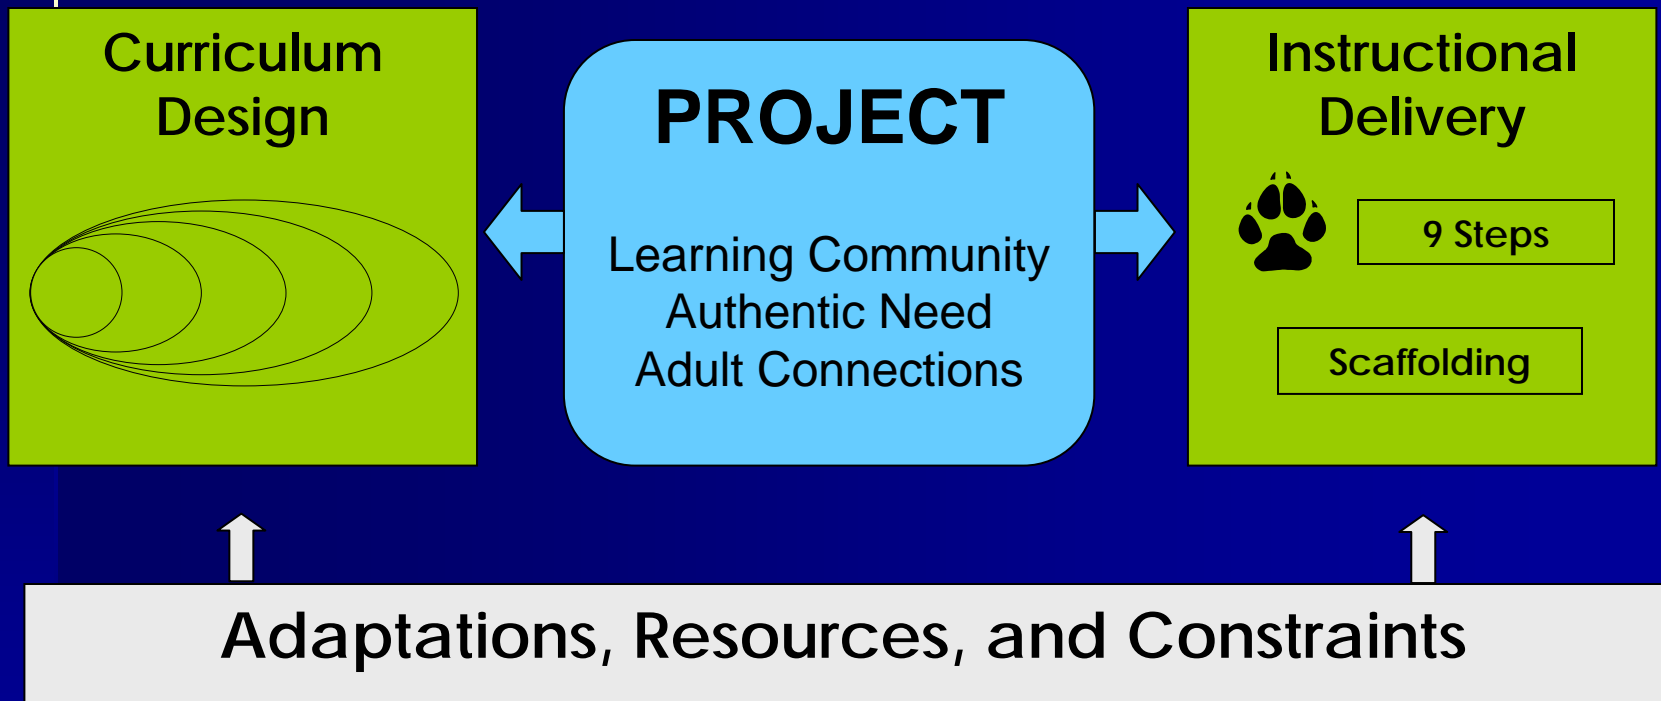 Curriculum
Design
PROJECT
Learning Community
Authentic Need
Adult Connections
Instructional
Delivery
9 Steps
Scaffolding
Adaptations, Resources, and Constraints